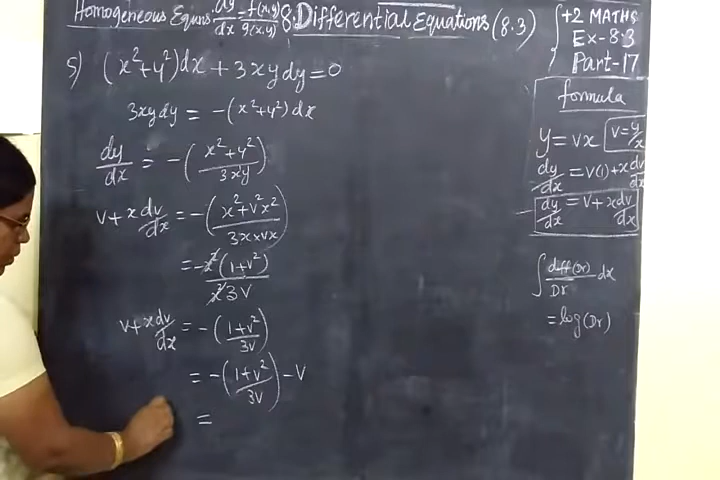 Homogeneous Equns dy/dx = f(x,y)/g(x,y) 8. Differential Equations (8.3)
+2 MATHS
Ex-8.3
Part-17
5) (x²+y²)dx + 3xy dy = 0
3xy dy = -(x²+y²) dx
dy/dx = -((x²+y²)/3xy)
v + x dv/dx = -((x²+v²x²)/3x×vx)
= -x²(1+v²)/x²3v
v + x dv/dx = -((1+v²)/3v)
= -((1+v²)/3v) - v
=
formula
y = vx v = y/x
dy/dx = v(1) + x dv/dx
dy/dx = v + x dv/dx
∫ diff(Dr)/Dr dx
= log(Dr)